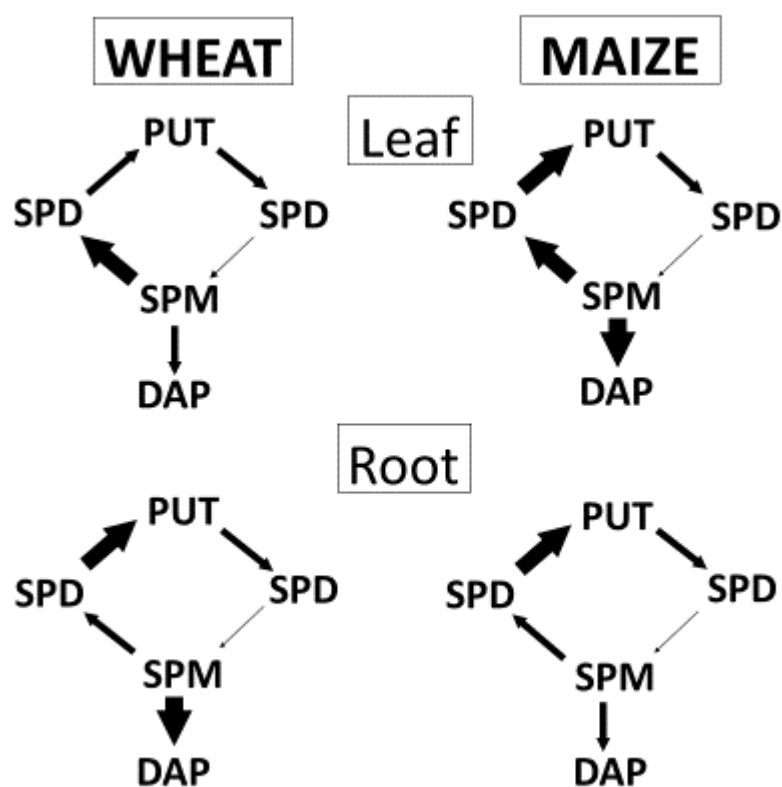 WHEAT
MAIZE
Leaf
PUT
SPD
SPD
SPM
DAP
PUT
SPD
SPD
SPM
DAP
Root
PUT
SPD
SPD
SPM
DAP
PUT
SPD
SPD
SPM
DAP